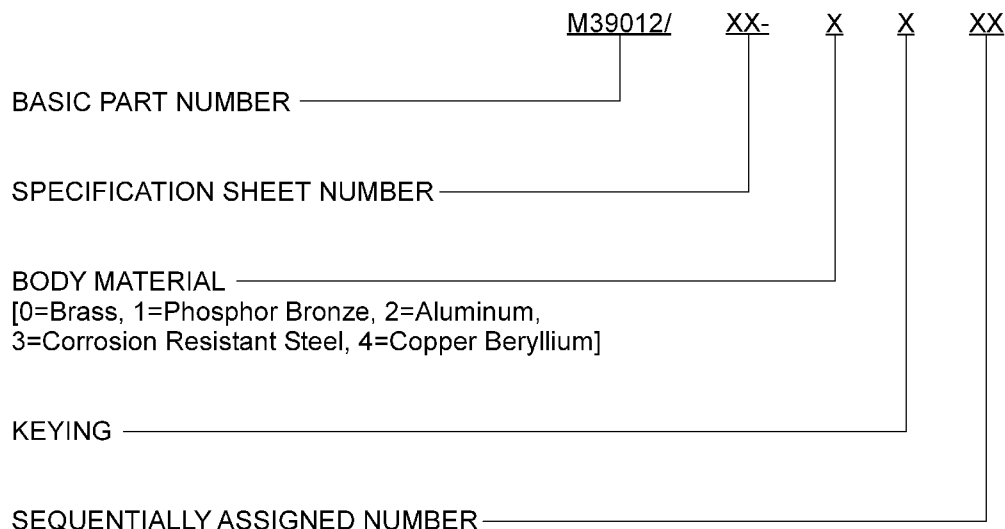 M39012/ XX- X X XX
BASIC PART NUMBER
SPECIFICATION SHEET NUMBER
BODY MATERIAL
[0=Brass, 1=Phosphor Bronze, 2=Aluminum,
3=Corrosion Resistant Steel, 4=Copper Beryllium]
KEYING
SEQUENTIALLY ASSIGNED NUMBER